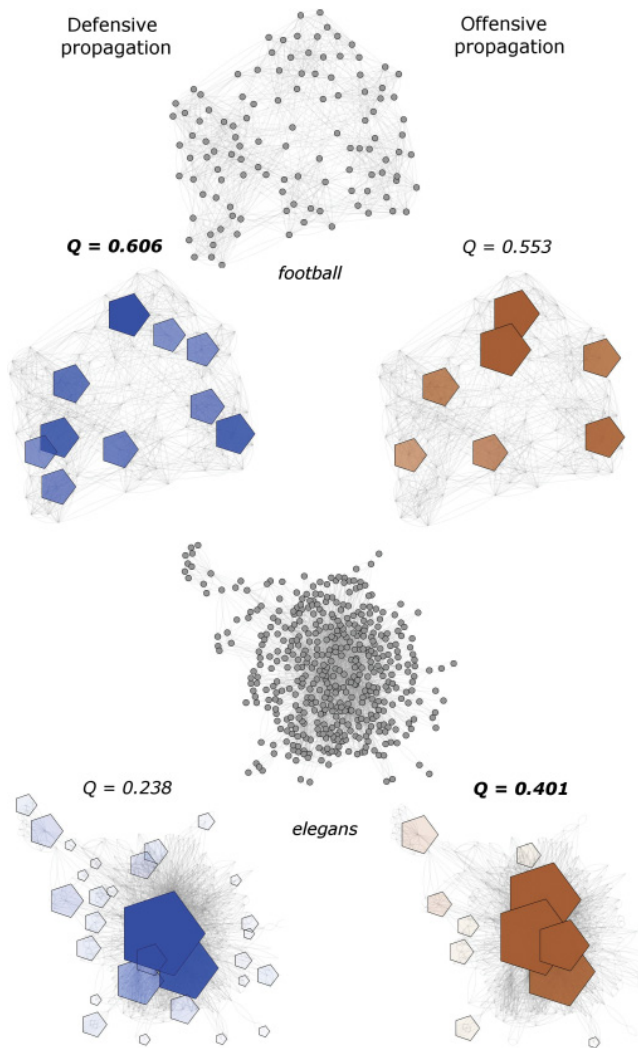 Defensive
propagation
Offensive
propagation
Q = 0.606
Q = 0.553
football
Q = 0.238
Q = 0.401
elegans